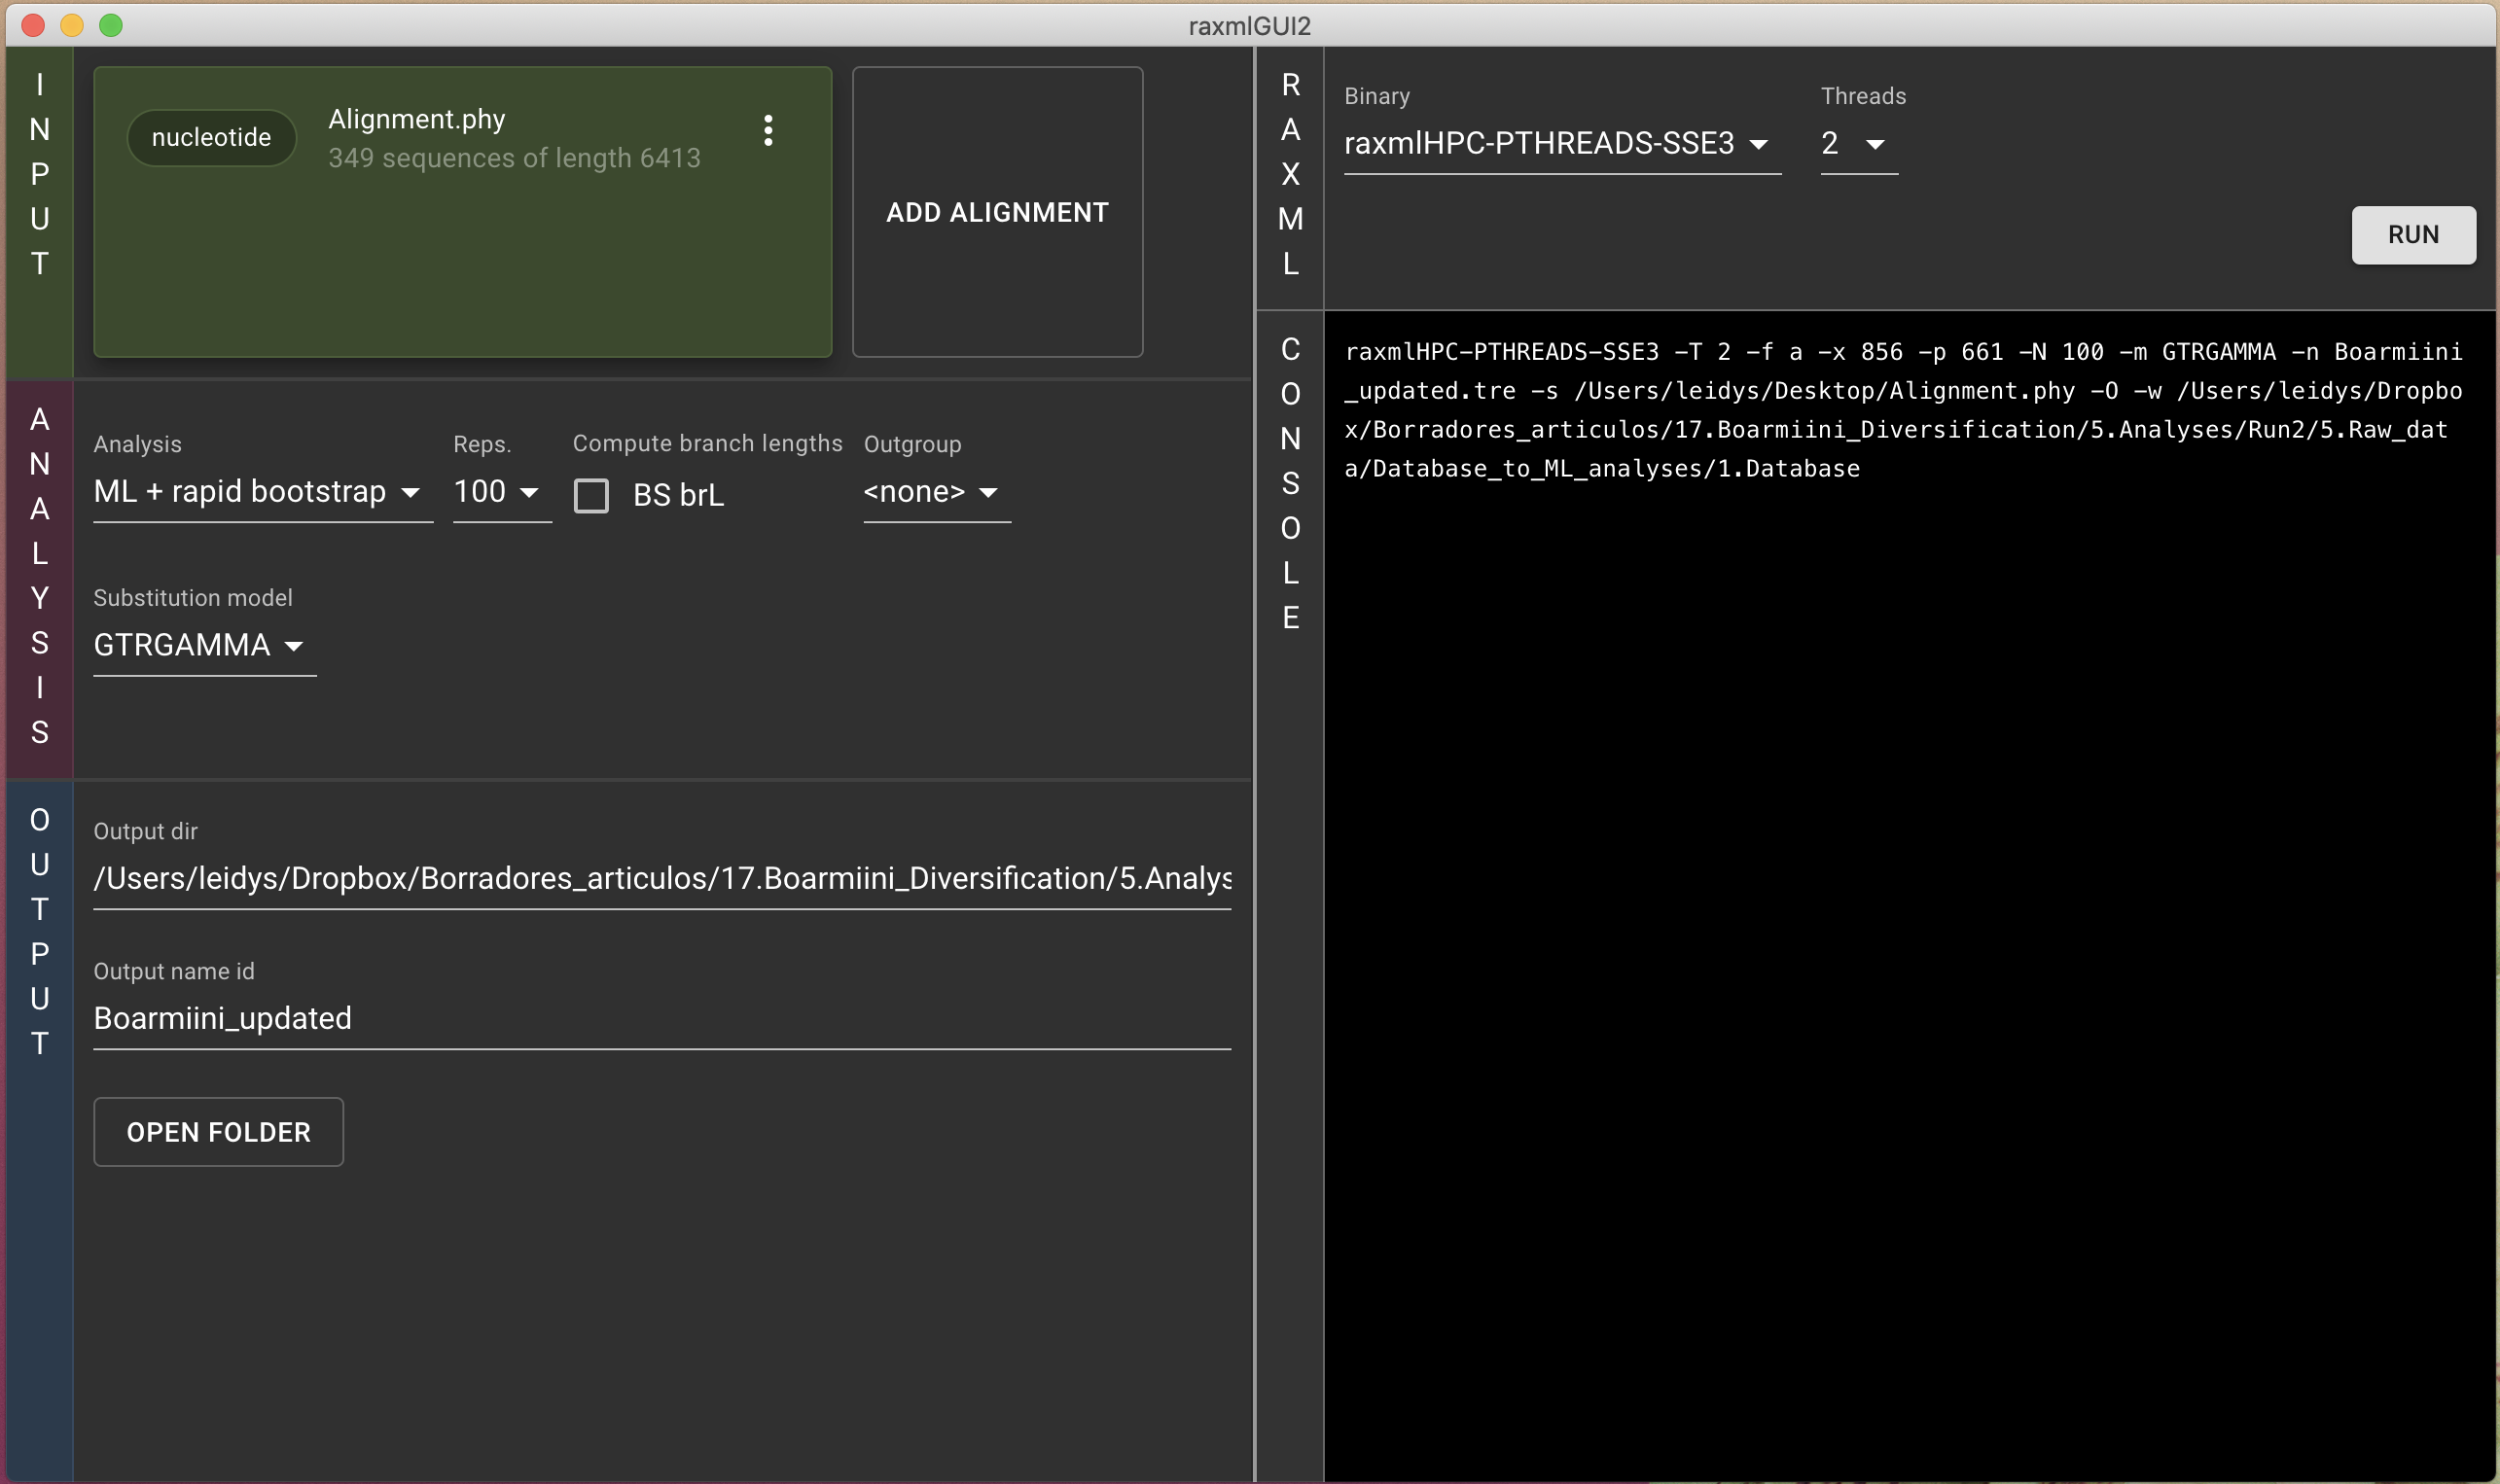 raxmlGUI2
INPUT
nucleotide
Alignment.phy
349 sequences of length 6413
ADD ALIGNMENT
ANALYSIS
Analysis
ML + rapid bootstrap
Reps.
100
Compute branch lengths
BS brL
Outgroup
<none>
Substitution model
GTRGAMMA
OUTPUT
Output dir
/Users/leidys/Dropbox/Borradores_articulos/17.Boarmiini_Diversification/5.Analys
Output name id
Boarmiini_updated
OPEN FOLDER
RAXML
Binary
raxmlHPC-PTHREADS-SSE3
Threads
2
RUN
CONSOLE
raxmlHPC-PTHREADS-SSE3 -T 2 -f a -x 856 -p 661 -N 100 -m GTRGAMMA -n Boarmiini
_updated.tre -s /Users/leidys/Desktop/Alignment.phy -O -w /Users/leidys/Dropbo
x/Borradores_articulos/17.Boarmiini_Diversification/5.Analyses/Run2/5.Raw_dat
a/Database_to_ML_analyses/1.Database